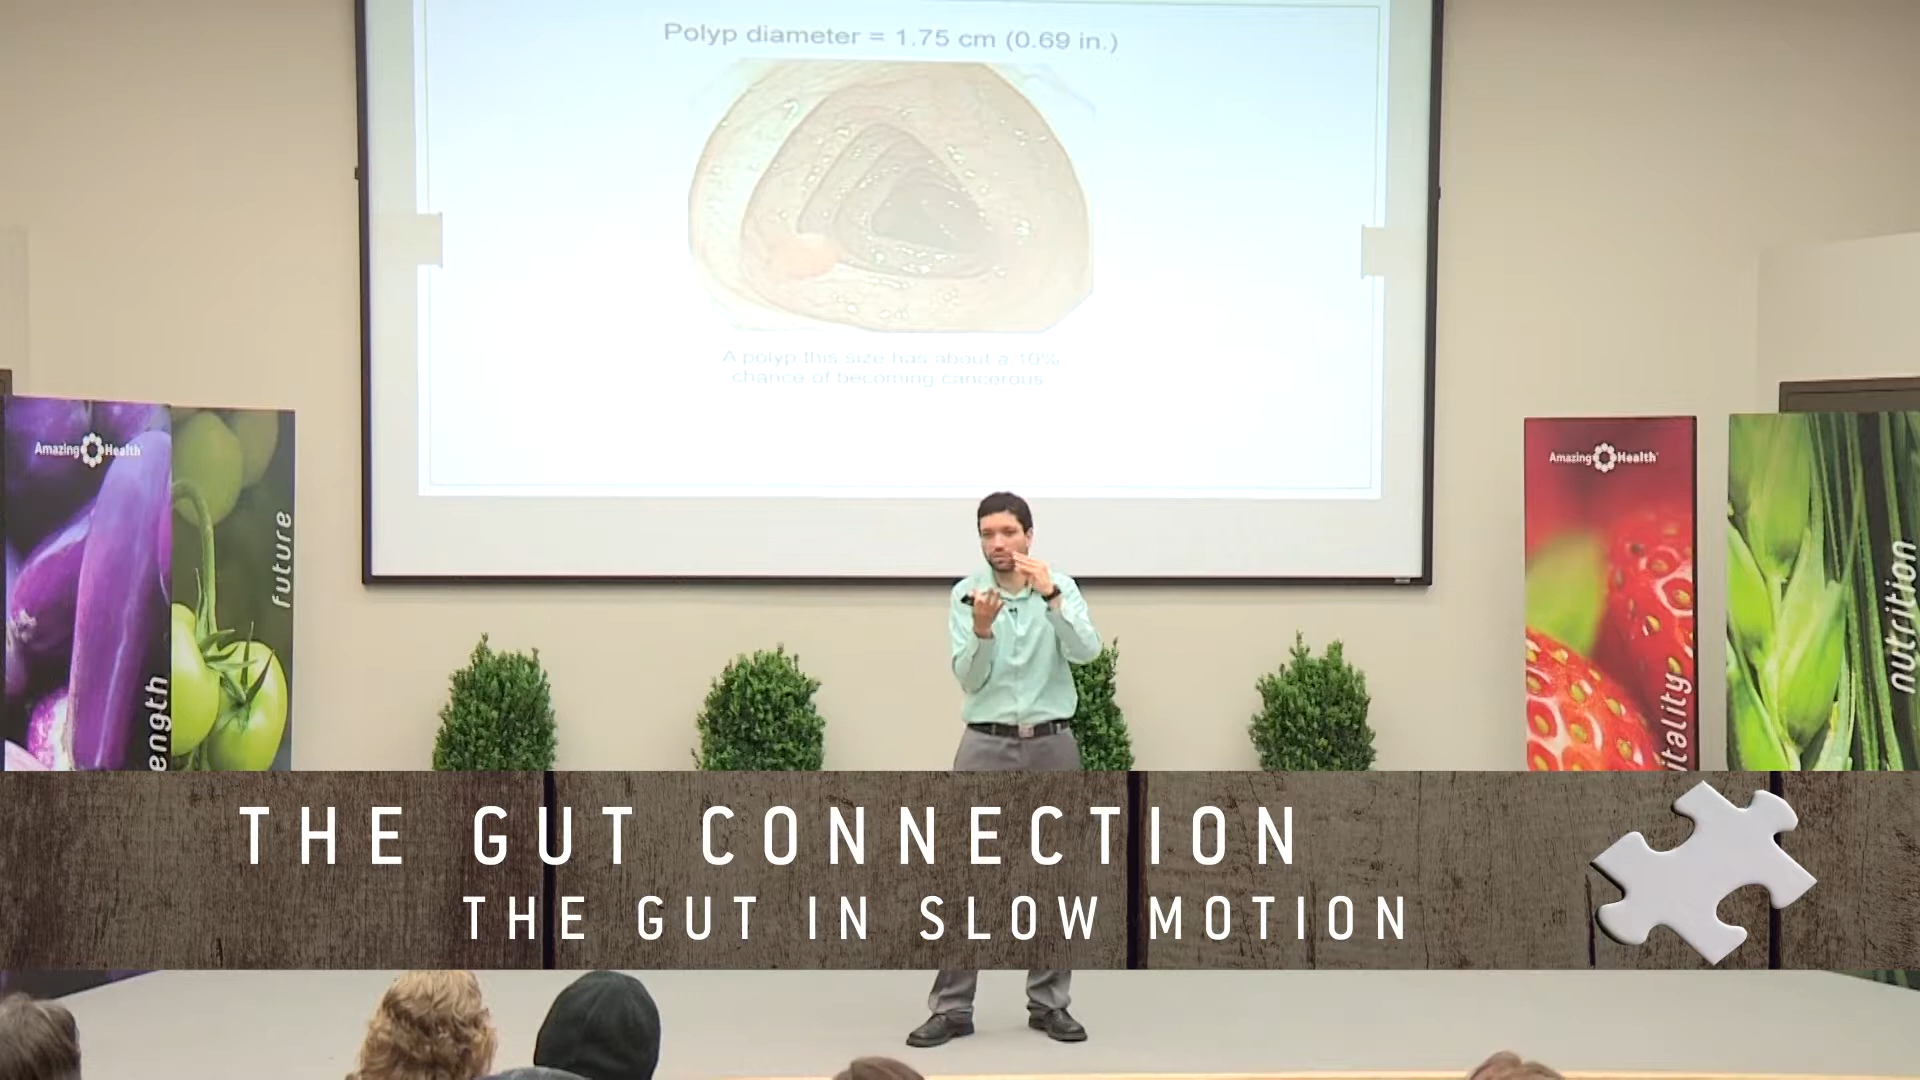 Polyp diameter = 1.75 cm (0.69 in.)
A polyp this size has about a 10%
chance of becoming cancerous
Amazing Health
future
ength
Amazing Health
itality
nutrition
THE GUT CONNECTION
THE GUT IN SLOW MOTION